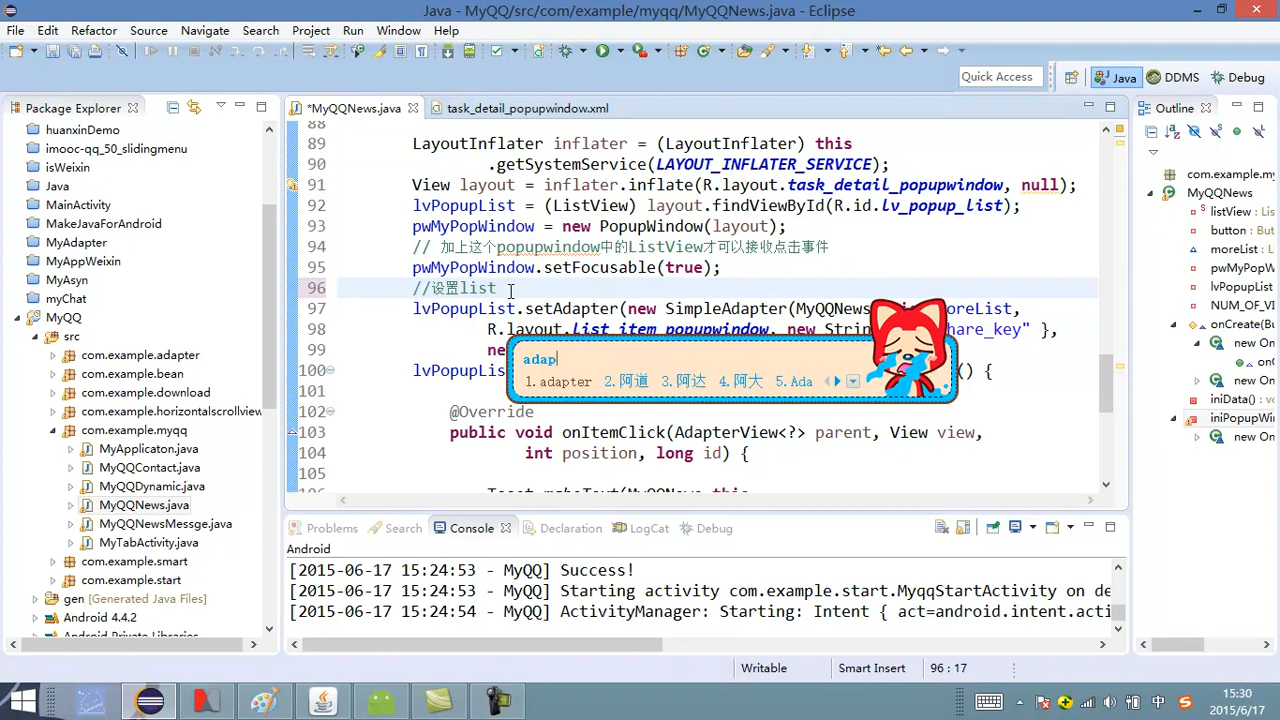 Java - MyQQ/src/com/example/myqq/MyQQNews.java - Eclipse
File Edit Refactor Source Navigate Search Project Run Window Help
Quick Access Java DDMS Debug
Package Explorer
*MyQQNews.java task_detail_popupwindow.xml
Outline
huanxinDemo
imooc-qq_50_slidingmenu
isWeixin
Java
MainActivity
MakeJavaForAndroid
MyAdapter
MyAppWeixin
MyAsyn
myChat
MyQQ
src
com.example.adapter
com.example.bean
com.example.download
com.example.horizontalscrollview
com.example.myqq
MyApplicaton.java
MyQQContact.java
MyQQDynamic.java
MyQQNews.java
MyQQNewsMessge.java
MyTabActivity.java
com.example.smart
com.example.start
gen [Generated Java Files]
Android 4.4.2
Android Private Libraries
88
89 LayoutInflater inflater = (LayoutInflater) this
90 .getSystemService(LAYOUT_INFLATER_SERVICE);
91 View layout = inflater.inflate(R.layout.task_detail_popupwindow, null);
92 lvPopupList = (ListView) layout.findViewById(R.id.lv_popup_list);
93 pwMyPopWindow = new PopupWindow(layout);
94 // 加上这个popupwindow中的ListView才可以接收点击事件
95 pwMyPopWindow.setFocusable(true);
96 //设置list
97 lvPopupList.setAdapter(new SimpleAdapter(MyQQNews oreList,
98 R.layout.list_item_popupwindow, new String hare_key" },
99 ne
100 lvPopupLis () {
101
102 @Override
103 public void onItemClick(AdapterView<?> parent, View view,
104 int position, long id) {
105
106 Toast.makeText(MyQQNews.this
adap
1.adapter 2.阿道 3.阿达 4.阿大 5.Ada
com.example.my
MyQQNews
listView : Li
button : 
moreList : 
pwMyPop
lvPopupLi
NUM_OF_VI
onCreate(
new On
on
new On
iniData() : 
iniPopupWi
new On
Problems Search Console Declaration LogCat Debug
Android
[2015-06-17 15:24:53 - MyQQ] Success!
[2015-06-17 15:24:53 - MyQQ] Starting activity com.example.start.MyqqStartActivity on de
[2015-06-17 15:24:54 - MyQQ] ActivityManager: Starting: Intent { act=android.intent.acti
Writable Smart Insert 96 : 17
中
15:30
2015/6/17